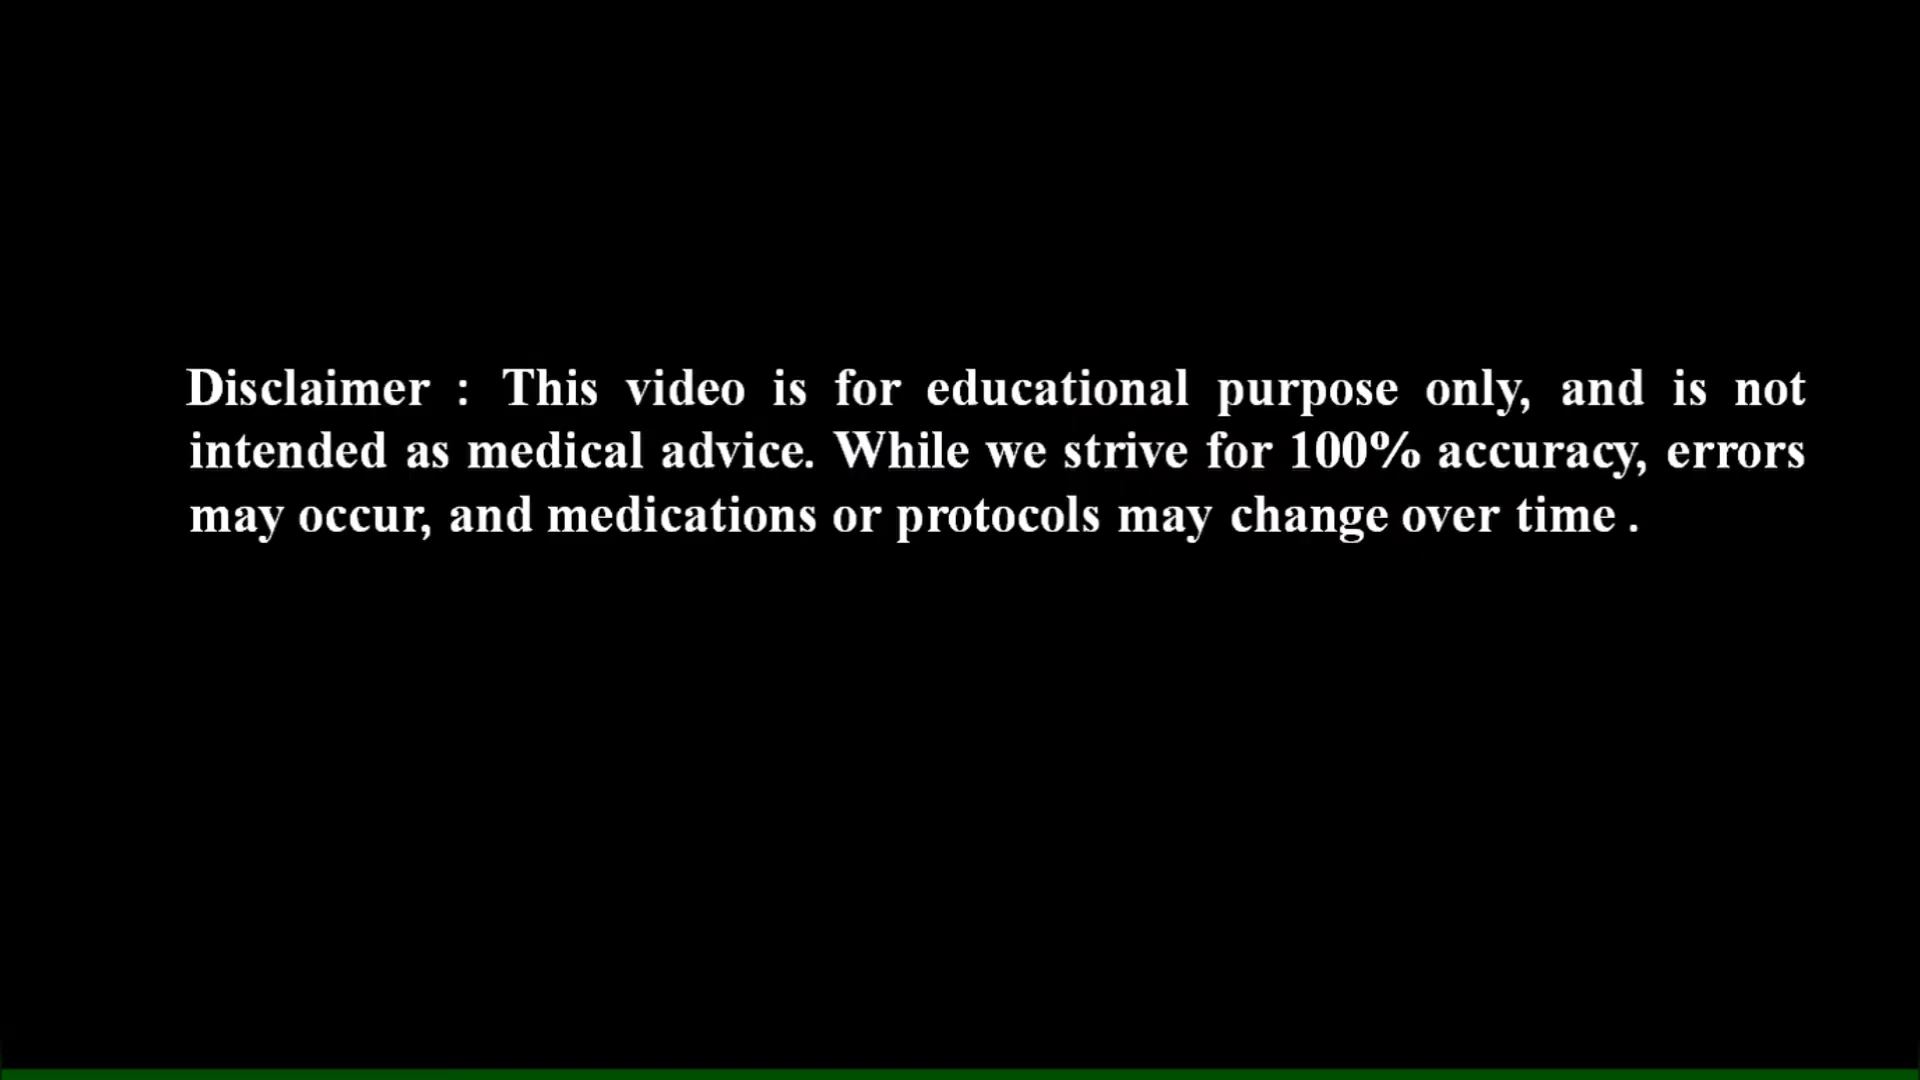 Disclaimer : This video is for educational purpose only, and is not
intended as medical advice. While we strive for 100% accuracy, errors
may occur, and medications or protocols may change over time .